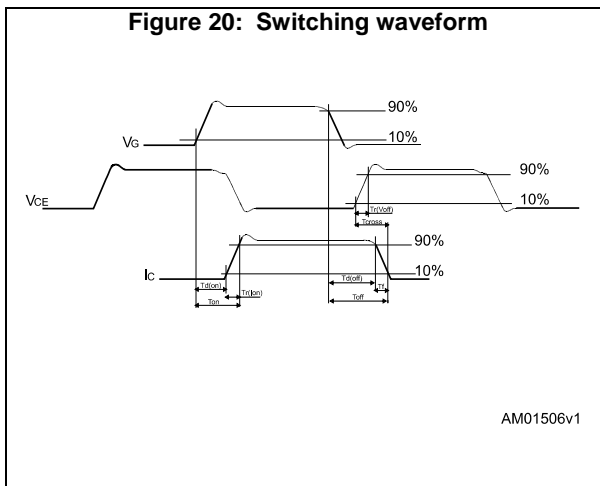 Figure 20: Switching waveform
90%
VG
10%
90%
VCE
10%
Tr(Voff)
Tcross
90%
IC
10%
Td(on)
Td(off)
Tf
Tr(Ion)
Ton
Toff
AM01506v1